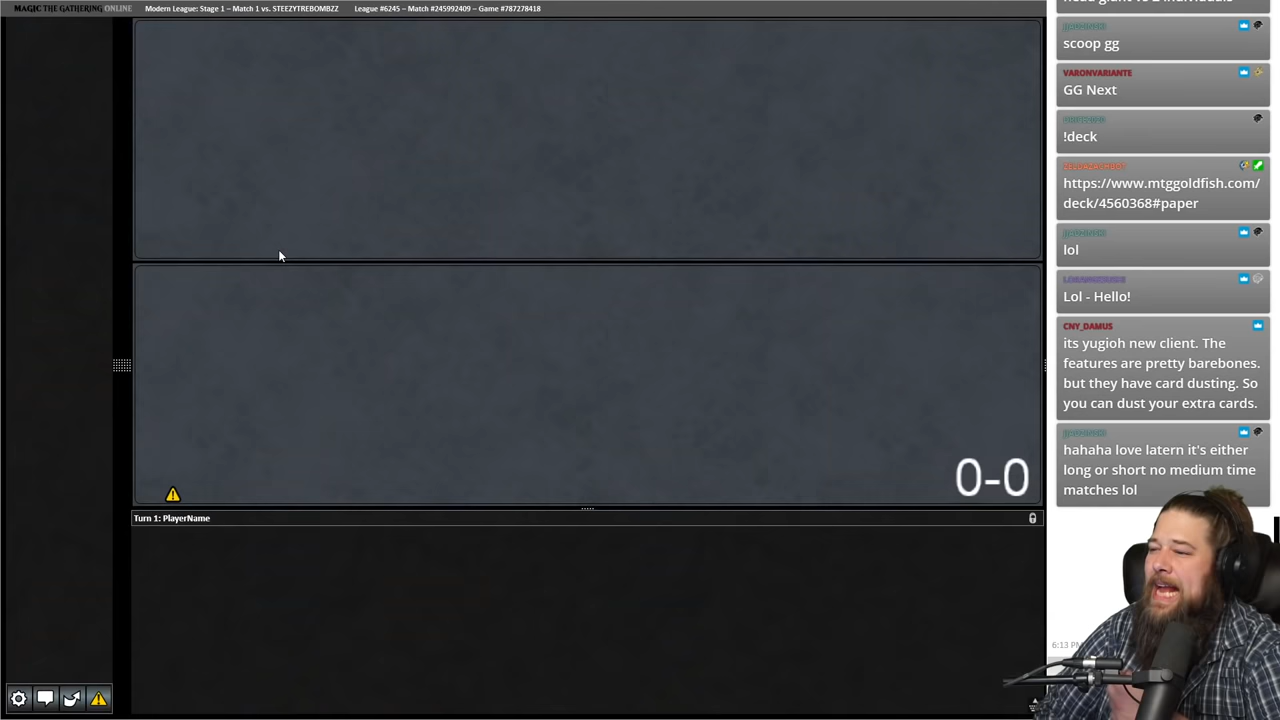 MAGIC THE GATHERING ONLINE
Modern League: Stage 1 – Match 1 vs. STEEZYTREBOMBZZ
League #6245 – Match #245992409 – Game #787278418
scoop gg
VARONVARIANTE
GG Next
!deck
https://www.mtggoldfish.com/
deck/4560368#paper
lol
Lol - Hello!
CNY_DAMUS
its yugioh new client. The
features are pretty barebones.
but they have card dusting. So
you can dust your extra cards.
hahaha love latern it's either
long or short no medium time
matches lol
0-0
Turn 1: PlayerName
6:13 PM